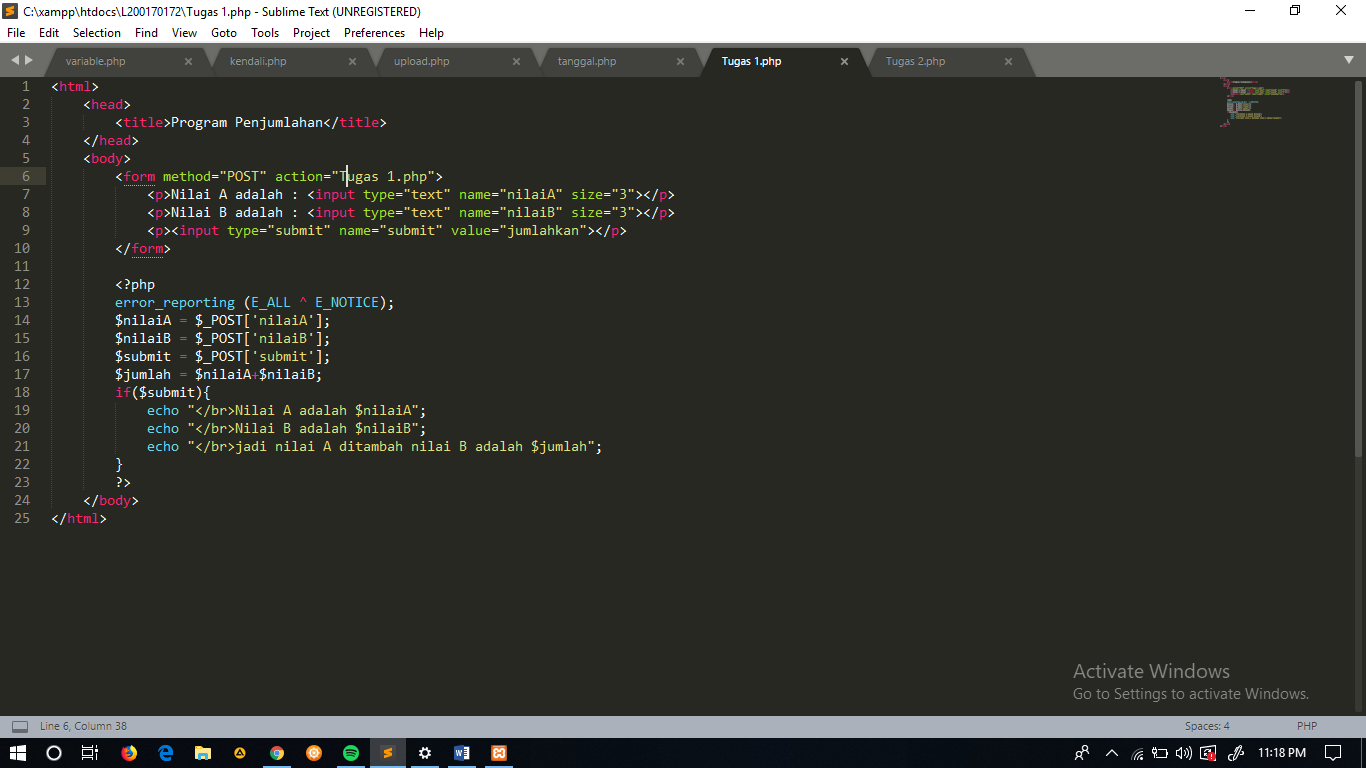 C:\xampp\htdocs\L200170172\Tugas 1.php - Sublime Text (UNREGISTERED)
File Edit Selection Find View Goto Tools Project Preferences Help
variable.php kendali.php upload.php tanggal.php Tugas 1.php Tugas 2.php
1 <html>
2 <head>
3 <title>Program Penjumlahan</title>
4 </head>
5 <body>
6 <form method="POST" action="Tugas 1.php">
7 <p>Nilai A adalah : <input type="text" name="nilaiA" size="3"></p>
8 <p>Nilai B adalah : <input type="text" name="nilaiB" size="3"></p>
9 <p><input type="submit" name="submit" value="jumlahkan"></p>
10 </form>
11
12 <?php
13 error_reporting (E_ALL ^ E_NOTICE);
14 $nilaiA = $_POST['nilaiA'];
15 $nilaiB = $_POST['nilaiB'];
16 $submit = $_POST['submit'];
17 $jumlah = $nilaiA+$nilaiB;
18 if($submit){
19 echo "</br>Nilai A adalah $nilaiA";
20 echo "</br>Nilai B adalah $nilaiB";
21 echo "</br>jadi nilai A ditambah nilai B adalah $jumlah";
22 }
23 ?>
24 </body>
25 </html>
Activate Windows
Go to Settings to activate Windows.
Line 6, Column 38 Spaces: 4 PHP
11:18 PM